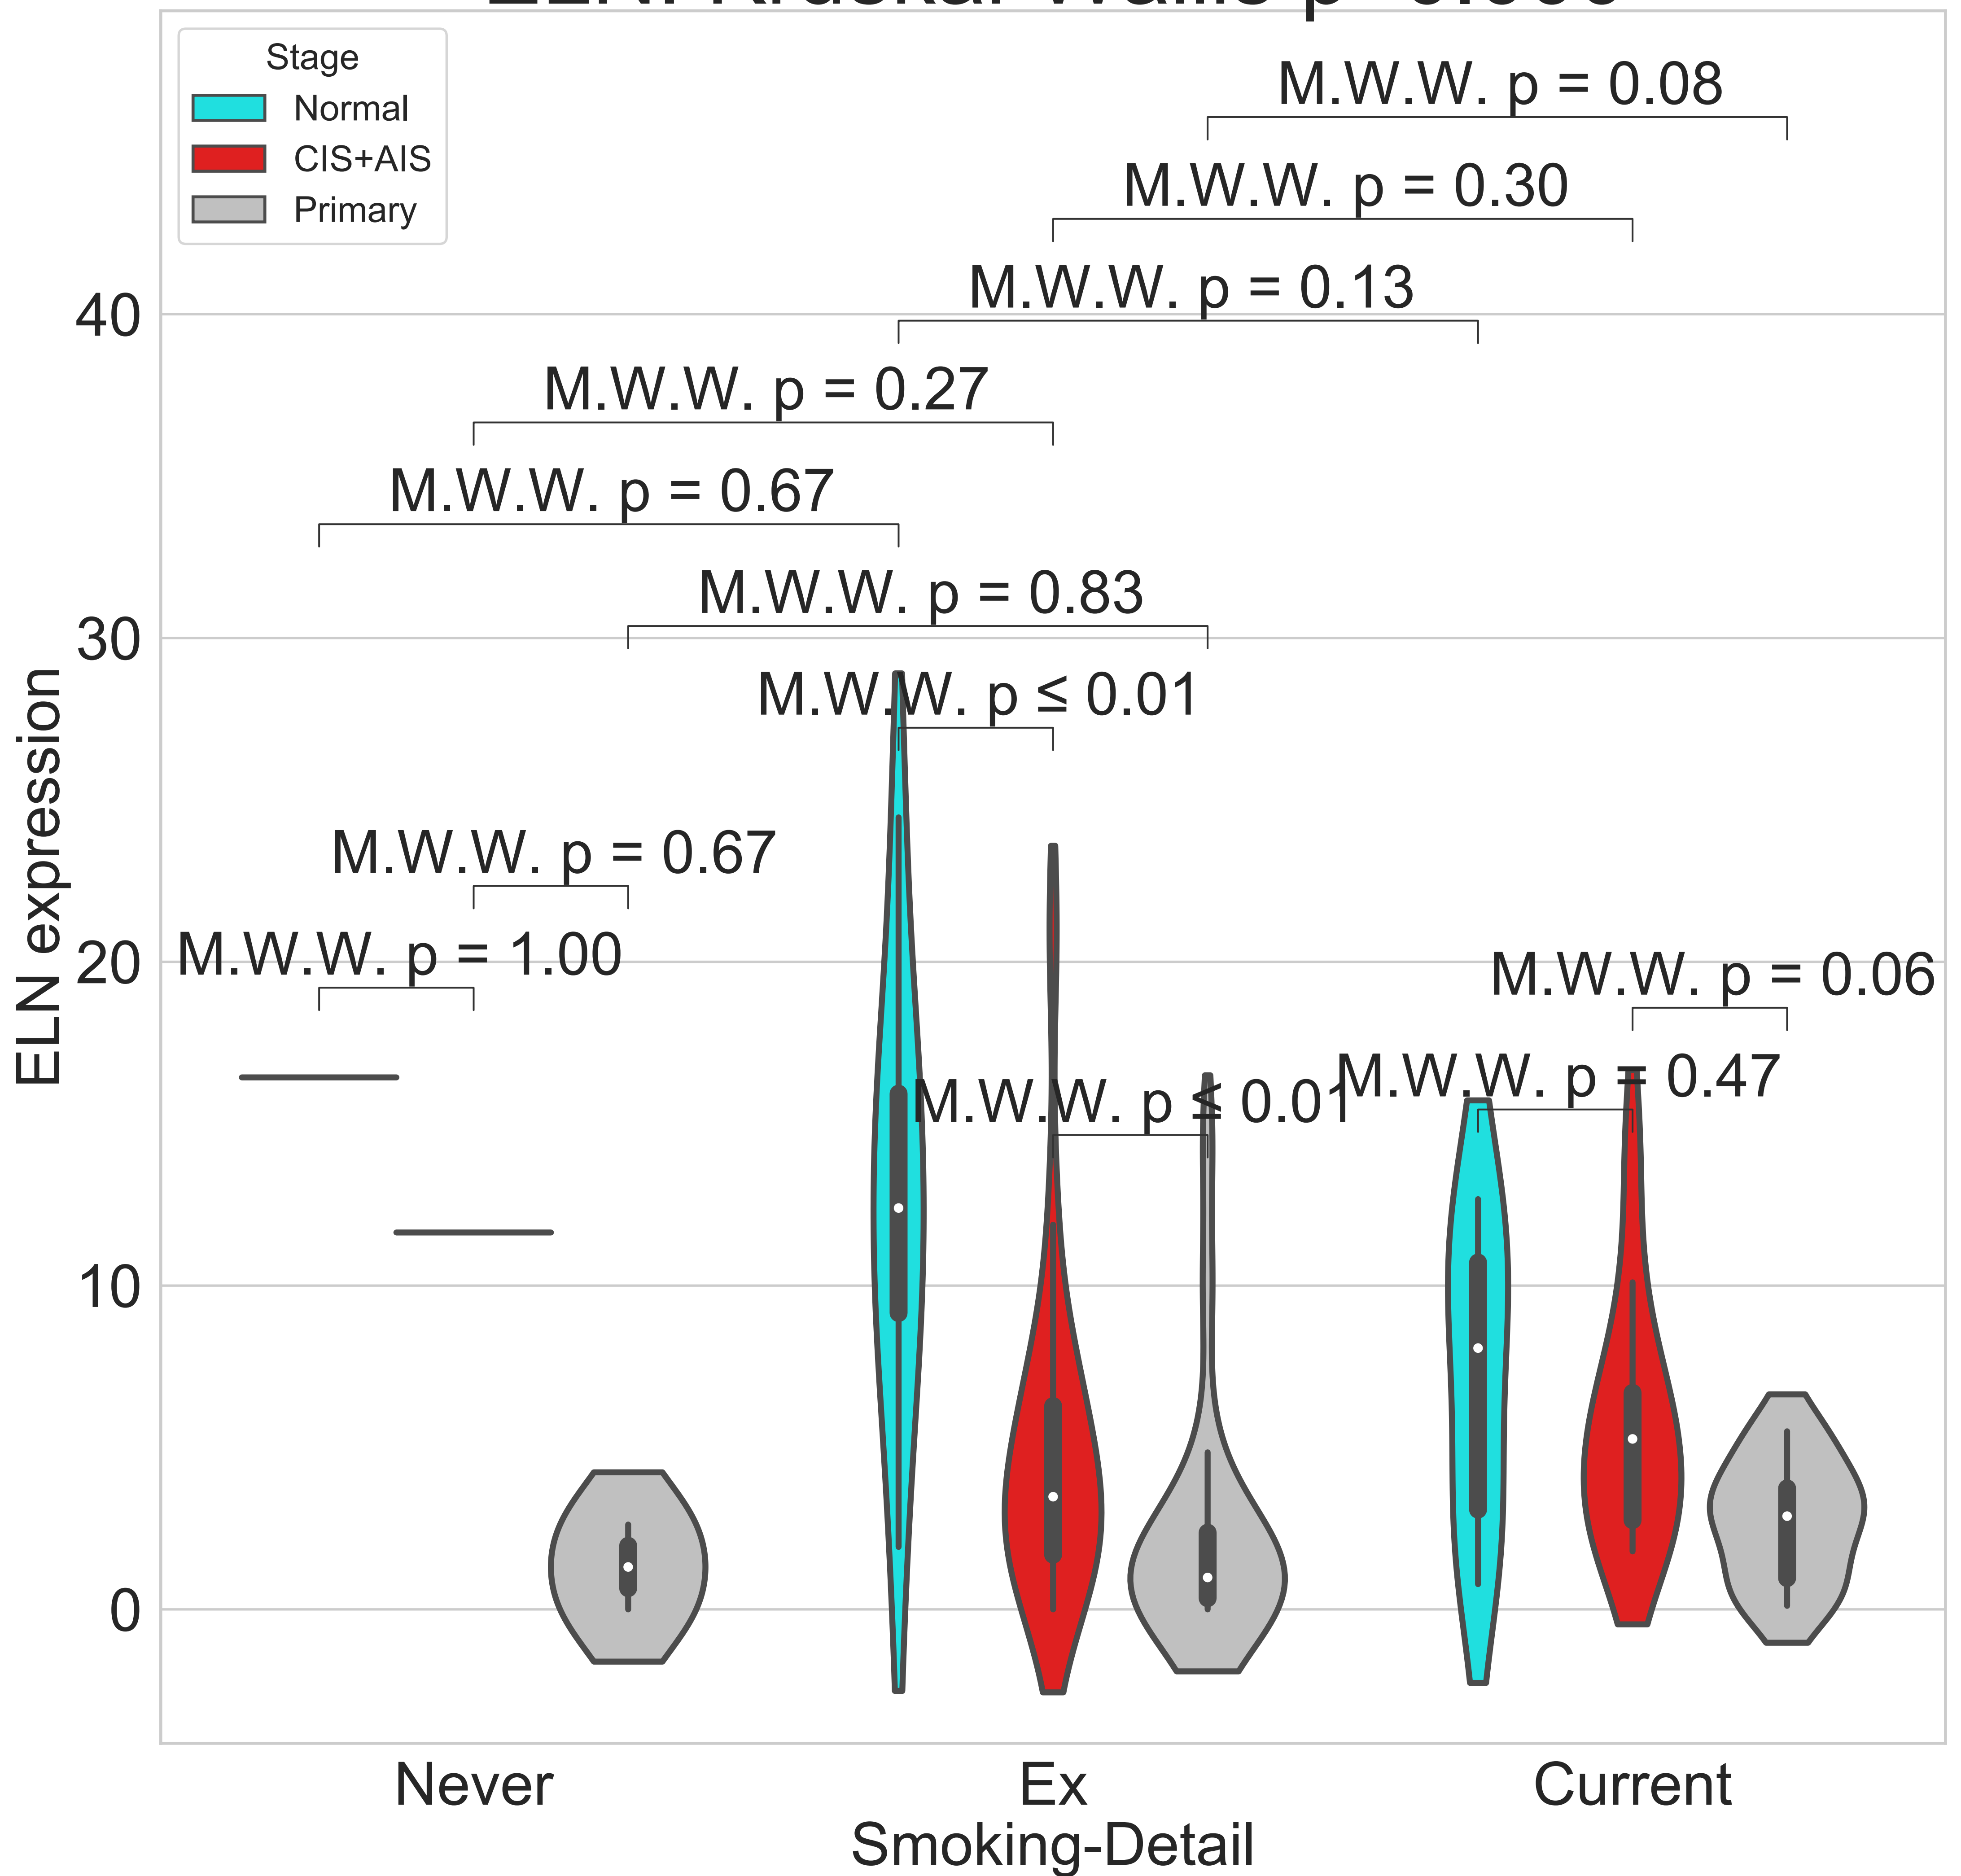 Stage
Normal
CIS+AIS
Primary
M.W.W. p = 0.08
M.W.W. p = 0.30
M.W.W. p = 0.13
M.W.W. p = 0.27
M.W.W. p = 0.67
M.W.W. p = 0.83
M.W.W. p ≤ 0.01
M.W.W. p = 0.67
M.W.W. p = 1.00
M.W.W. p = 0.06
M.W.W. p = 0.47
M.W.W. p ≤ 0.01
ELN expression
40
30
20
10
0
Never
Ex
Current
Smoking-Detail